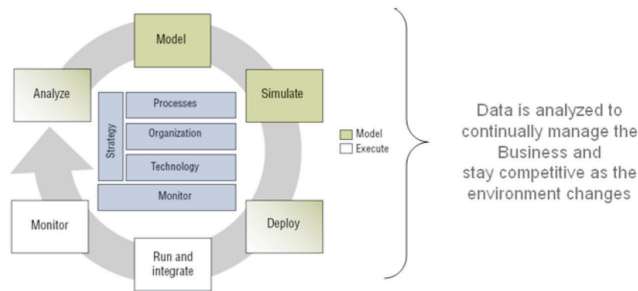 Model
Analyze
Simulate
Processes
Strategy
Organization
Technology
Monitor
Model
Execute
Monitor
Deploy
Run and
integrate
Data is analyzed to
continually manage the
Business and
stay competitive as the
environment changes